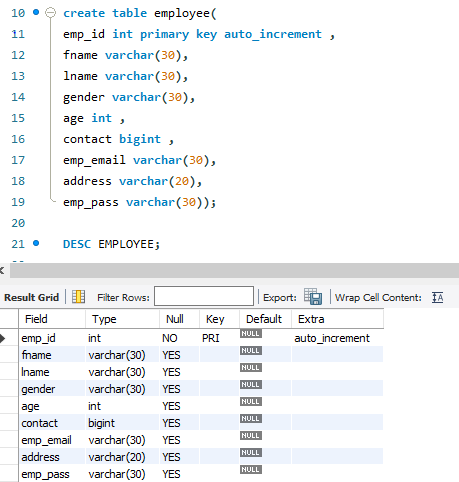 10 create table employee(
11 emp_id int primary key auto_increment ,
12 fname varchar(30),
13 lname varchar(30),
14 gender varchar(30),
15 age int ,
16 contact bigint ,
17 emp_email varchar(30),
18 address varchar(20),
19 emp_pass varchar(30));
20
21 DESC EMPLOYEE;
Result Grid Filter Rows: Export: Wrap Cell Content:
Field Type Null Key Default Extra
emp_id int NO PRI NULL auto_increment
fname varchar(30) YES NULL
lname varchar(30) YES NULL
gender varchar(30) YES NULL
age int YES NULL
contact bigint YES NULL
emp_email varchar(30) YES NULL
address varchar(20) YES NULL
emp_pass varchar(30) YES NULL